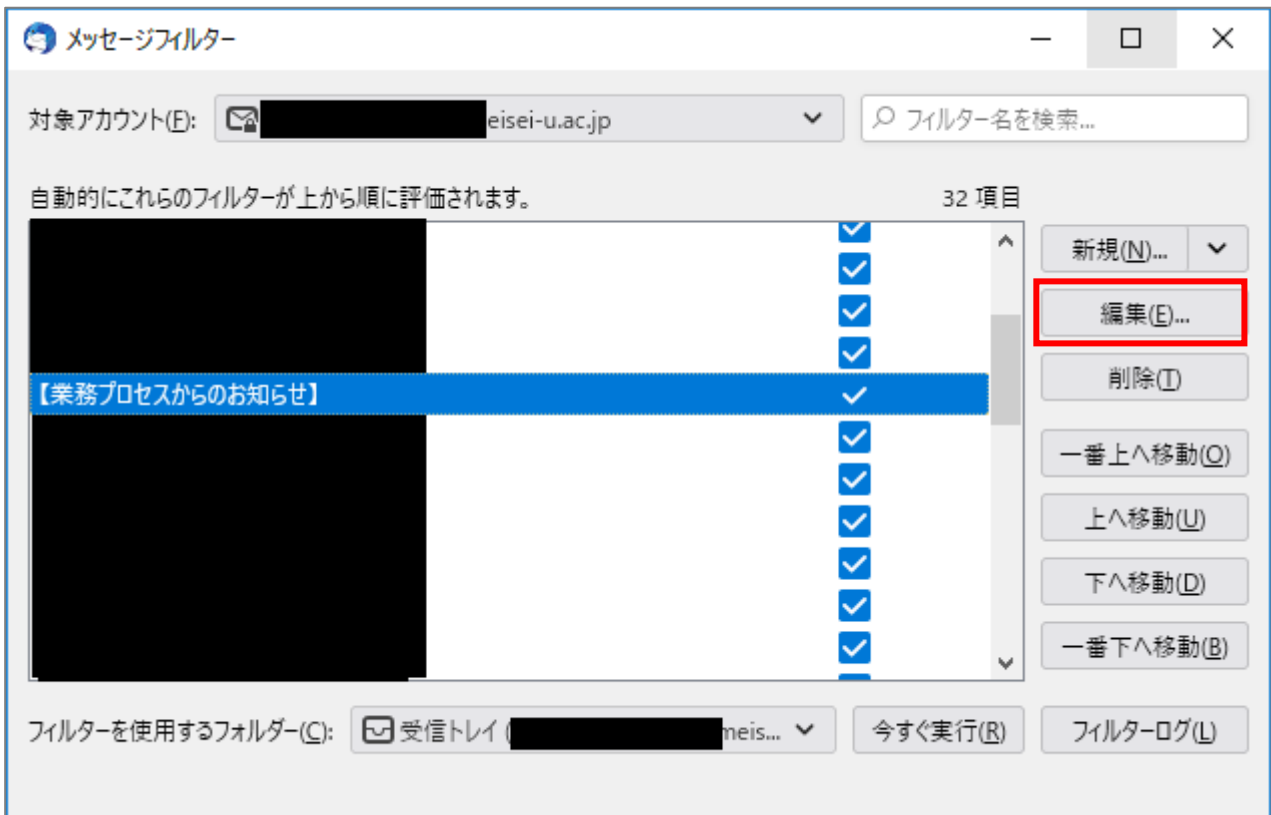 メッセージフィルター
対象アカウント(F): eisei-u.ac.jp
フィルター名を検索...
自動的にこれらのフィルターが上から順に評価されます。 32 項目
新規(N)...
編集(E)...
【業務プロセスからのお知らせ】
削除(T)
一番上へ移動(O)
上へ移動(U)
下へ移動(D)
一番下へ移動(B)
フィルターを使用するフォルダー(C): 受信トレイ ( meis... 今すぐ実行(R) フィルターログ(L)